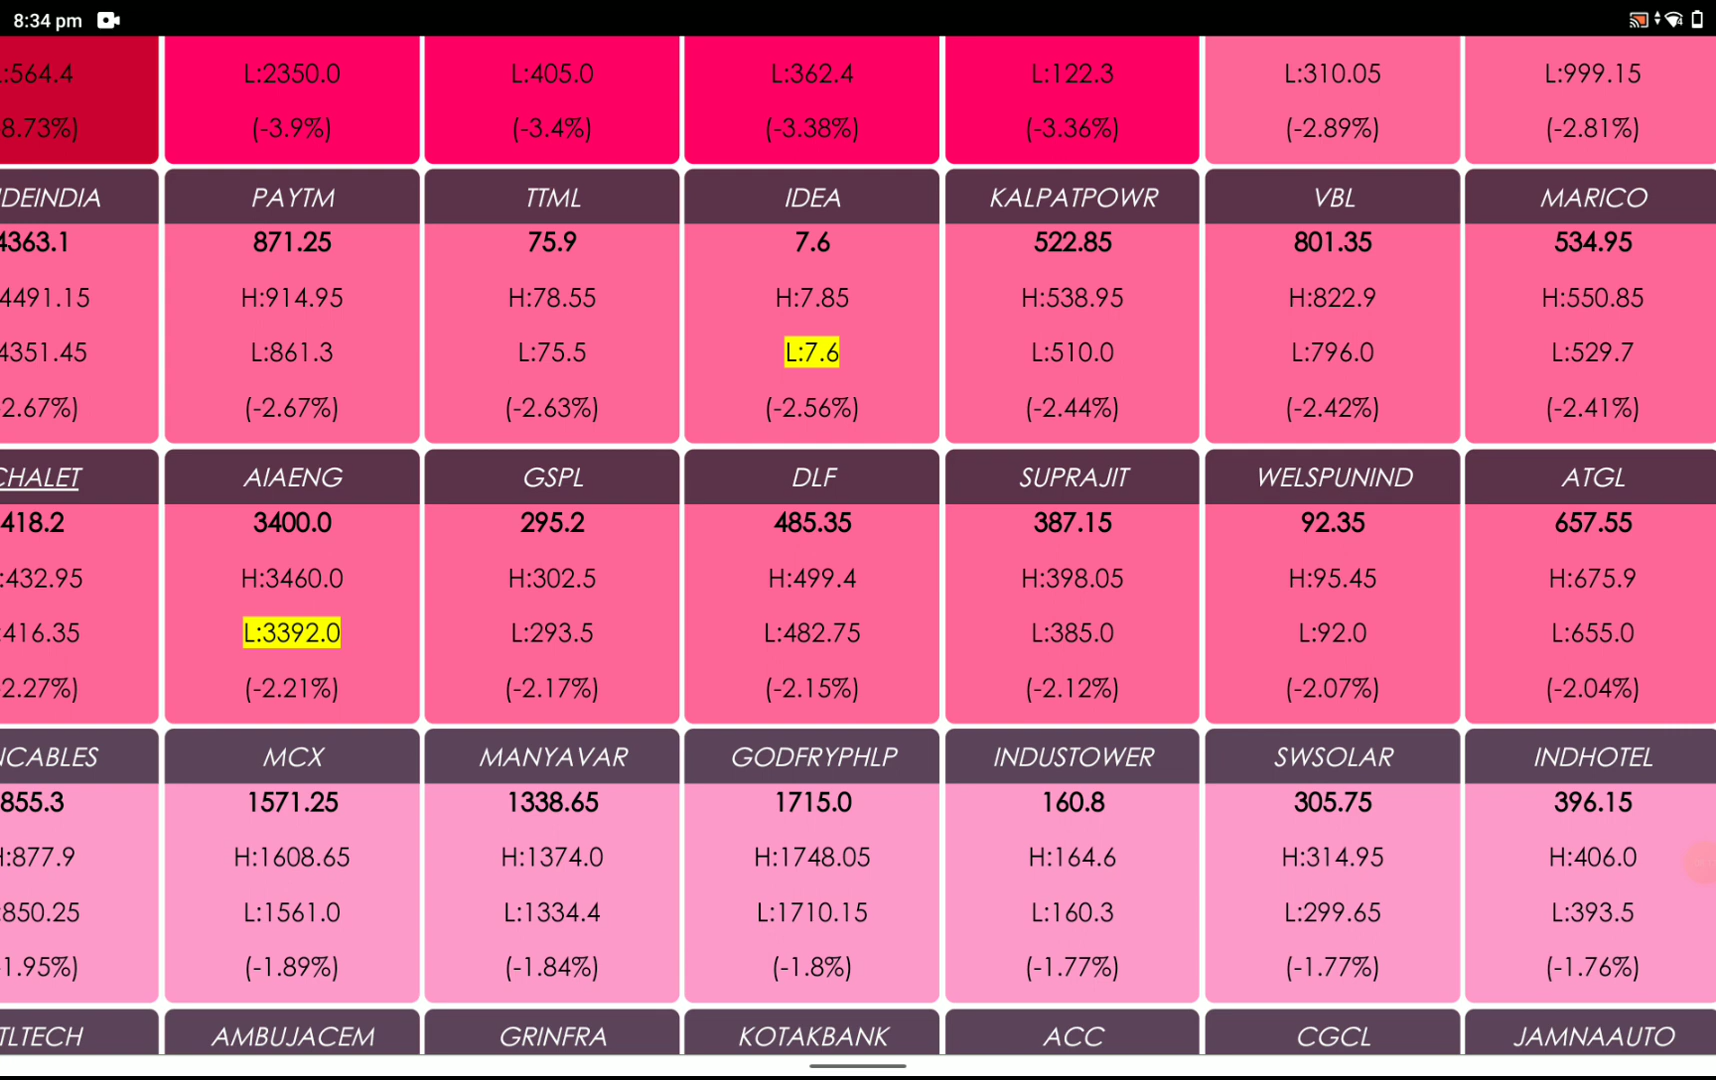 8:34 pm
:564.4 L:2350.0 L:405.0 L:362.4 L:122.3 L:310.05 L:999.15
8.73%) (-3.9%) (-3.4%) (-3.38%) (-3.36%) (-2.89%) (-2.81%)
DEINDIA PAYTM TTML IDEA KALPATPOWR VBL MARICO
4363.1 871.25 75.9 7.6 522.85 801.35 534.95
4491.15 H:914.95 H:78.55 H:7.85 H:538.95 H:822.9 H:550.85
4351.45 L:861.3 L:75.5 L:7.6 L:510.0 L:796.0 L:529.7
2.67%) (-2.67%) (-2.63%) (-2.56%) (-2.44%) (-2.42%) (-2.41%)
CHALET AIAENG GSPL DLF SUPRAJIT WELSPUNIND ATGL
418.2 3400.0 295.2 485.35 387.15 92.35 657.55
:432.95 H:3460.0 H:302.5 H:499.4 H:398.05 H:95.45 H:675.9
:416.35 L:3392.0 L:293.5 L:482.75 L:385.0 L:92.0 L:655.0
2.27%) (-2.21%) (-2.17%) (-2.15%) (-2.12%) (-2.07%) (-2.04%)
NCABLES MCX MANYAVAR GODFRYPHLP INDUSTOWER SWSOLAR INDHOTEL
855.3 1571.25 1338.65 1715.0 160.8 305.75 396.15
H:877.9 H:1608.65 H:1374.0 H:1748.05 H:164.6 H:314.95 H:406.0
:850.25 L:1561.0 L:1334.4 L:1710.15 L:160.3 L:299.65 L:393.5
-1.95%) (-1.89%) (-1.84%) (-1.8%) (-1.77%) (-1.77%) (-1.76%)
TLTECH AMBUJACEM GRINFRA KOTAKBANK ACC CGCL JAMNAAUTO